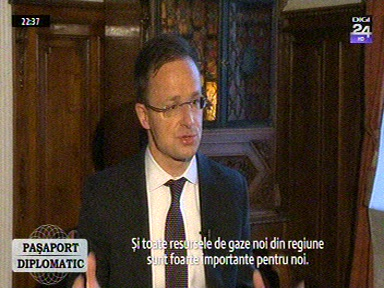 22:37
DIGI
24
HD
Și toate resursele de gaze noi din regiune
sunt foarte importante pentru noi.
PAŞAPORT
DIPLOMATIC